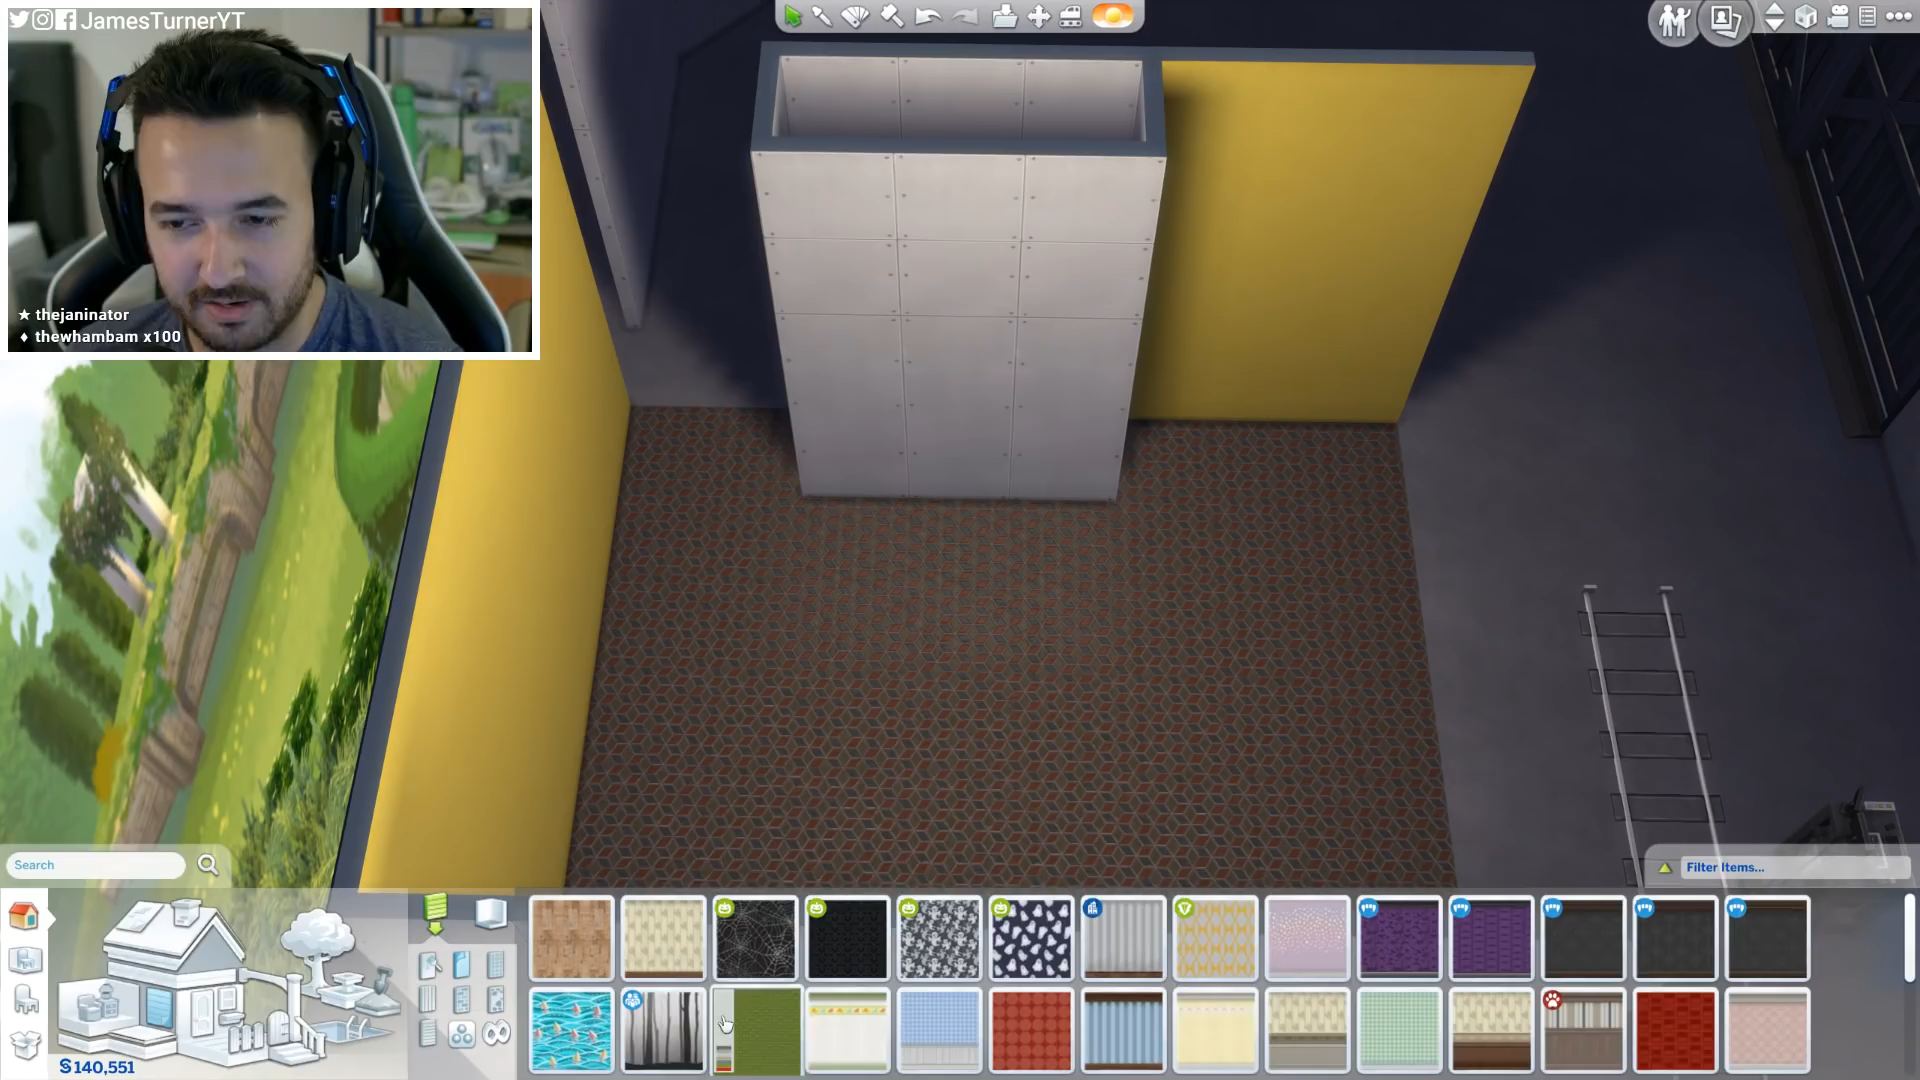 JamesTurnerYT
★ thejaninator
♦ thewhambam x100
Search
Filter Items...
§140,551